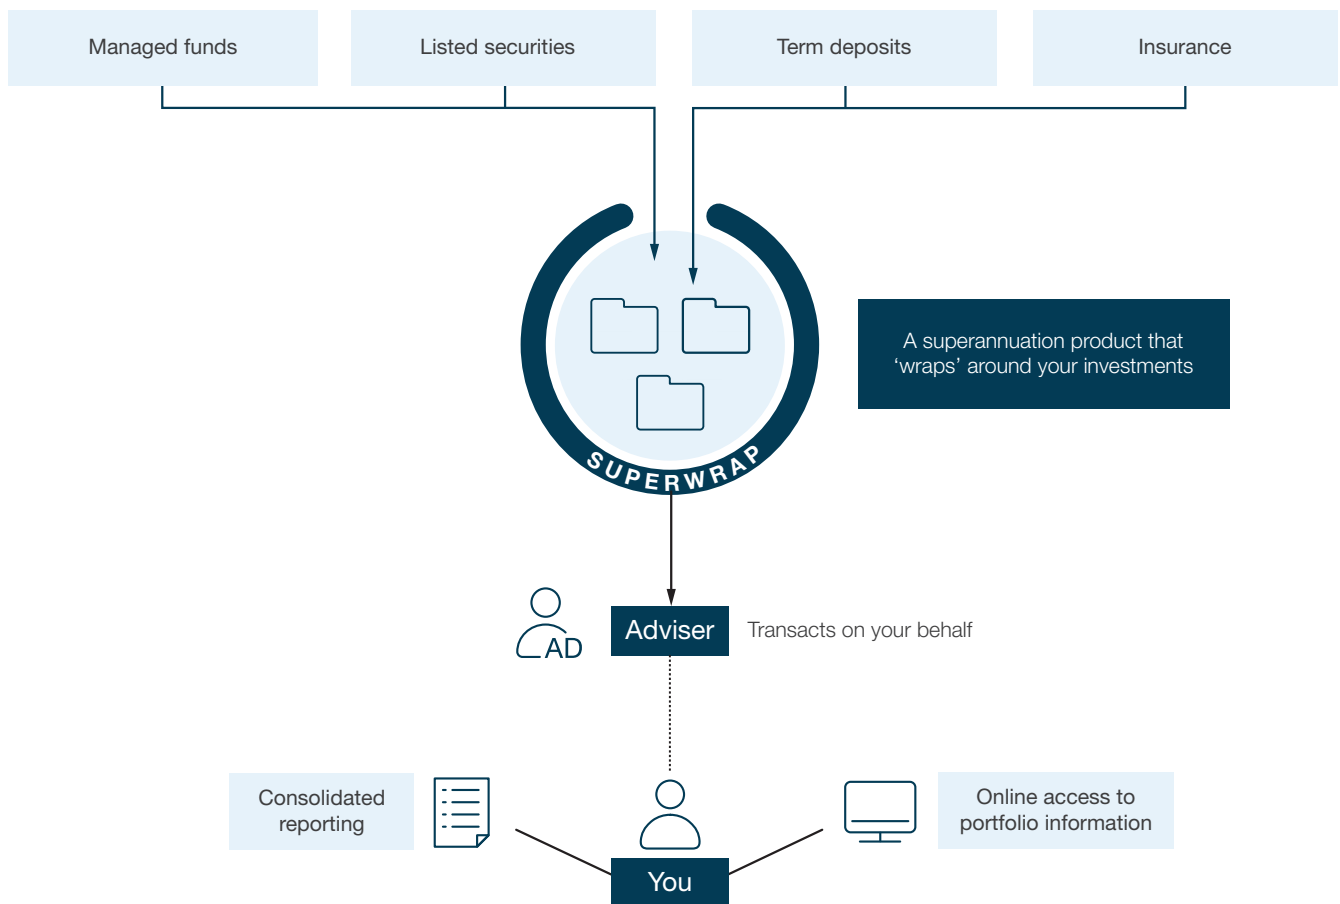 Managed funds
Listed securities
Term deposits
Insurance
A superannuation product that
‘wraps’ around your investments
SUPERWRAP
AD
Adviser
Transacts on your behalf
Consolidated
reporting
Online access to
portfolio information
You